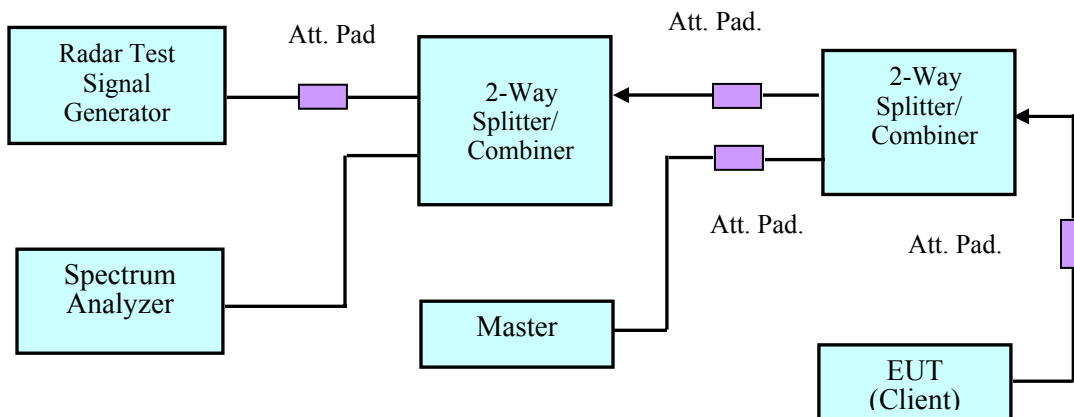 Radar Test
Signal
Generator
Att. Pad
2-Way
Splitter/
Combiner
Att. Pad.
2-Way
Splitter/
Combiner
Att. Pad.
Att. Pad.
Spectrum
Analyzer
Master
EUT
(Client)